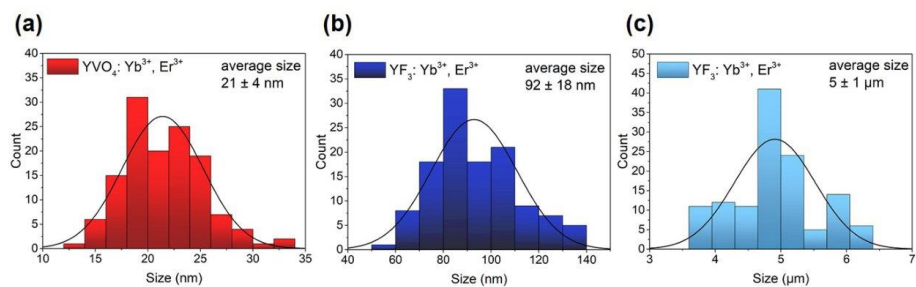 (a)
YVO₄: Yb³⁺, Er³⁺
average size
21 ± 4 nm
Count
40
35
30
25
20
15
10
5
0
10
15
20
25
30
35
Size (nm)
(b)
YF₃: Yb³⁺, Er³⁺
average size
92 ± 18 nm
Count
40
35
30
25
20
15
10
5
0
40
60
80
100
120
140
Size (nm)
(c)
YF₃: Yb³⁺, Er³⁺
average size
5 ± 1 µm
Count
50
45
40
35
30
25
20
15
10
5
0
3
4
5
6
7
Size (µm)